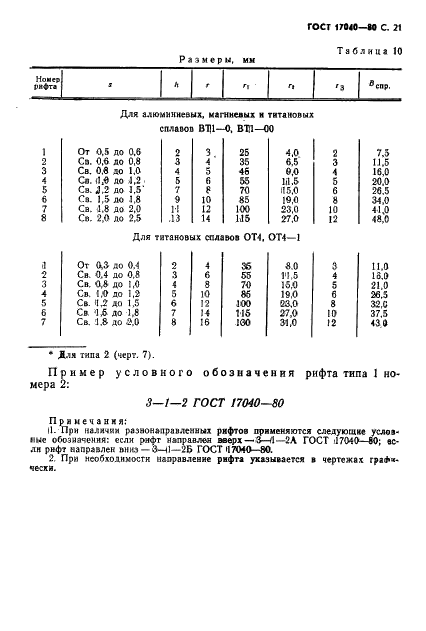 ГОСТ 17040—80 С. 21
Таблица 10
Размеры, мм
Номер рифта s h r r₁ r₂ r₃ B спр.
Для алюминиевых, магниевых и титановых
сплавов ВТ1—0, ВТ1—00
1 От 0,5 до 0,6 2 3 25 4,0 2 7,5
2 Св. 0,6 до 0,8 3 4 35 6,5 3 11,5
3 Св. 0,8 до 1,0 4 5 45 9,0 4 16,0
4 Св. 1,0 до 1,2 5 6 55 11,5 5 20,0
5 Св. 1,2 до 1,5 7 8 70 15,0 6 26,5
6 Св. 1,5 до 1,8 9 10 85 19,0 8 34,0
7 Св. 1,8 до 2,0 11 12 100 23,0 10 41,0
8 Св. 2,0 до 2,5 13 14 115 27,0 12 48,0
Для титановых сплавов ОТ4, ОТ4—1
1 От 0,3 до 0,4 2 4 35 8,0 3 11,0
2 Св. 0,4 до 0,8 3 6 55 11,5 4 16,0
3 Св. 0,8 до 1,0 4 8 70 15,0 5 21,0
4 Св. 1,0 до 1,2 5 10 85 19,0 6 26,5
5 Св. 1,2 до 1,5 6 12 100 23,0 8 32,0
6 Св. 1,5 до 1,8 7 14 115 27,0 10 37,5
7 Св. 1,8 до 2,0 8 16 130 31,0 12 43,0
* Для типа 2 (черт. 7).
Пример условного обозначения рифта типа 1 но-
мера 2:
3—1—2 ГОСТ 17040—80
Примечания:
1. При наличии разнонаправленных рифтов применяются следующие услов-
ные обозначения: если рифт направлен вверх — 3—1—2А ГОСТ 17040—80; ес-
ли рифт направлен вниз — 3—1—2Б ГОСТ 17040—80.
2. При необходимости направление рифта указывается в чертежах графи-
чески.